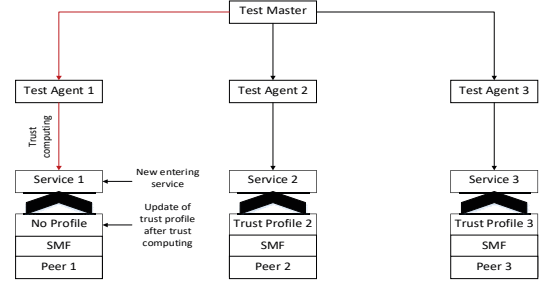 Test Master
Test Agent 1
Test Agent 2
Test Agent 3
Trust
computing
Service 1
New entering
service
Service 2
Service 3
No Profile
Update of
trust profile
after trust
computing
Trust Profile 2
Trust Profile 3
SMF
SMF
SMF
Peer 1
Peer 2
Peer 3